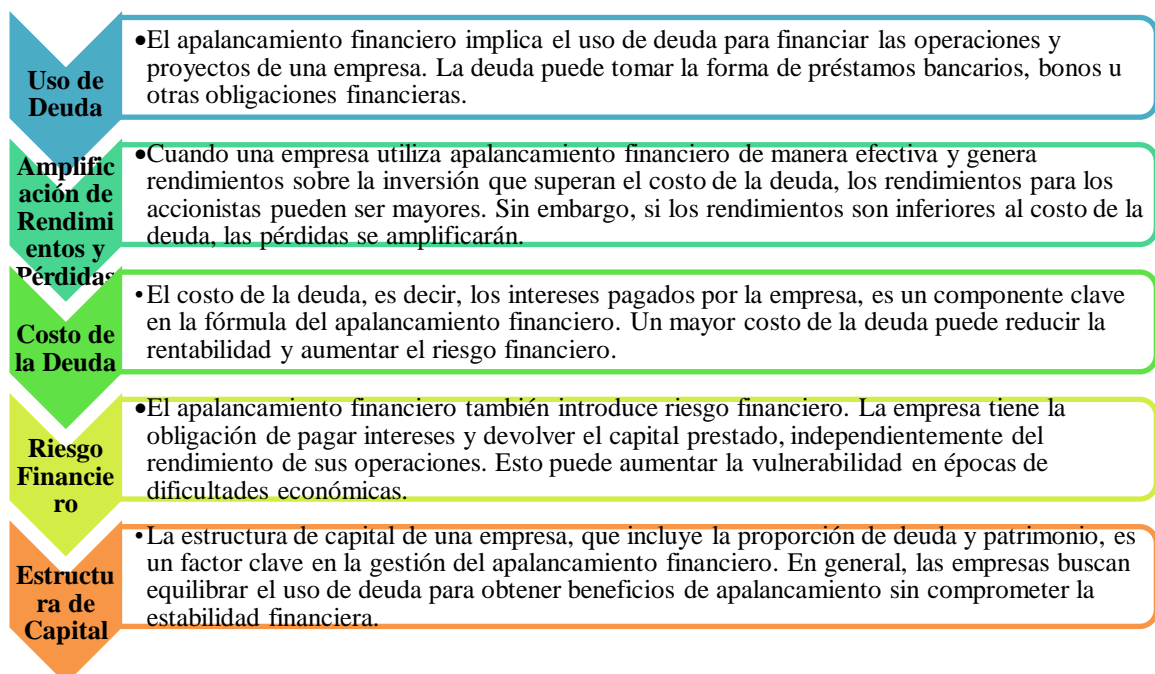 Uso de
Deuda
•El apalancamiento financiero implica el uso de deuda para financiar las operaciones y
proyectos de una empresa. La deuda puede tomar la forma de préstamos bancarios, bonos u
otras obligaciones financieras.
Amplific
ación de
Rendimi
entos y
Pérdidas
•Cuando una empresa utiliza apalancamiento financiero de manera efectiva y genera
rendimientos sobre la inversión que superan el costo de la deuda, los rendimientos para los
accionistas pueden ser mayores. Sin embargo, si los rendimientos son inferiores al costo de la
deuda, las pérdidas se amplificarán.
Costo de
la Deuda
•El costo de la deuda, es decir, los intereses pagados por la empresa, es un componente clave
en la fórmula del apalancamiento financiero. Un mayor costo de la deuda puede reducir la
rentabilidad y aumentar el riesgo financiero.
Riesgo
Financie
ro
•El apalancamiento financiero también introduce riesgo financiero. La empresa tiene la
obligación de pagar intereses y devolver el capital prestado, independientemente del
rendimiento de sus operaciones. Esto puede aumentar la vulnerabilidad en épocas de
dificultades económicas.
Estructu
ra de
Capital
•La estructura de capital de una empresa, que incluye la proporción de deuda y patrimonio, es
un factor clave en la gestión del apalancamiento financiero. En general, las empresas buscan
equilibrar el uso de deuda para obtener beneficios de apalancamiento sin comprometer la
estabilidad financiera.